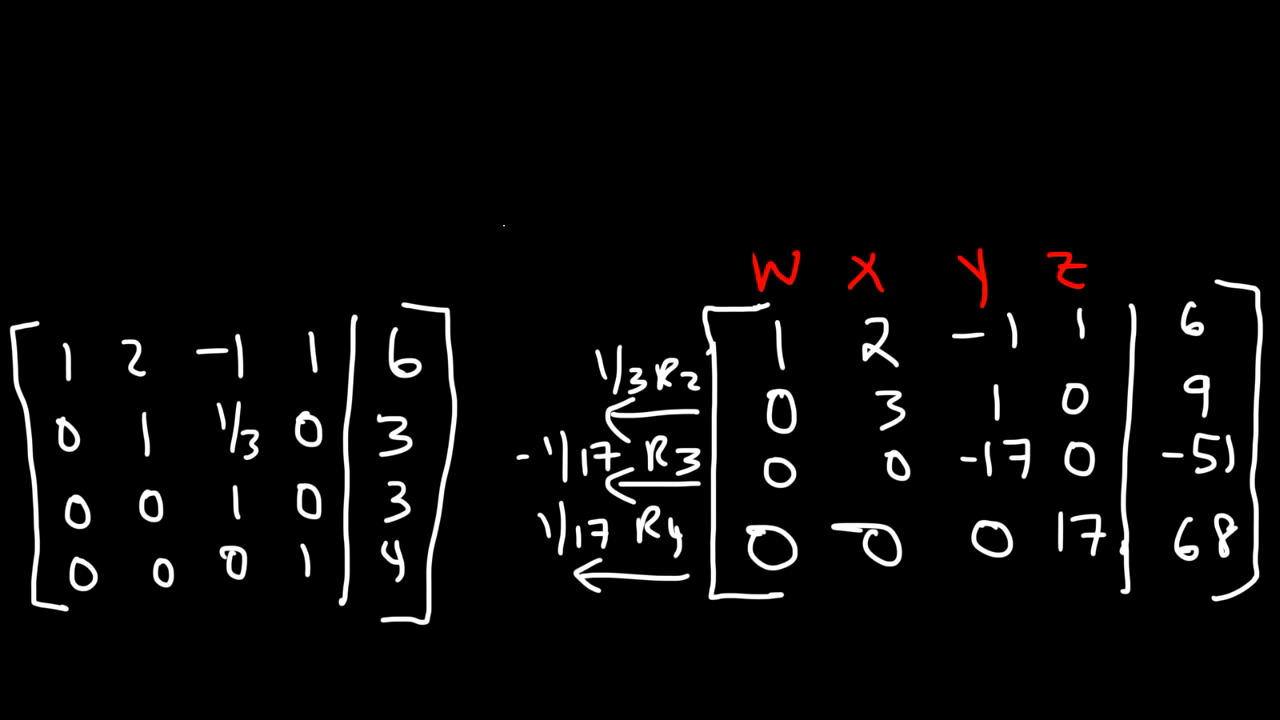 W X Y Z
1 2 -1 1 | 6
0 1 1/3 0 | 3
0 0 1 0 | 3
0 0 0 1 | 4
1/3 R2
-1/17 R3
1/17 R4
1 2 -1 1 | 6
0 3 1 0 | 9
0 0 -17 0 | -51
0 0 0 17 | 68